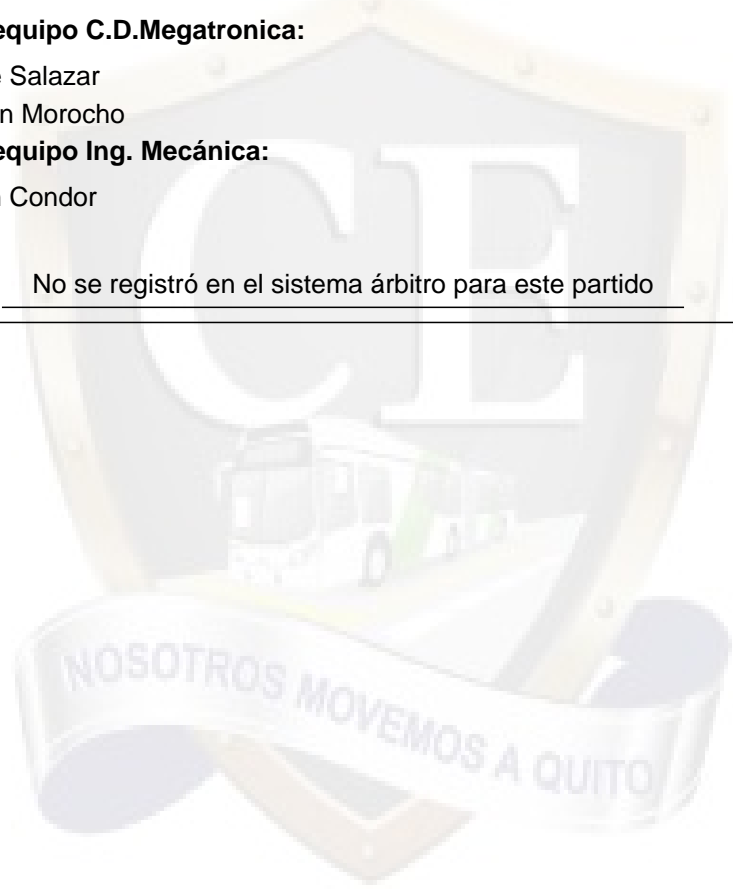 equipo C.D.Megatronica:
e Salazar
n Morocho
equipo Ing. Mecánica:
n Condor
No se registró en el sistema árbitro para este partido
CE
NOSOTROS MOVEMOS A QUITO